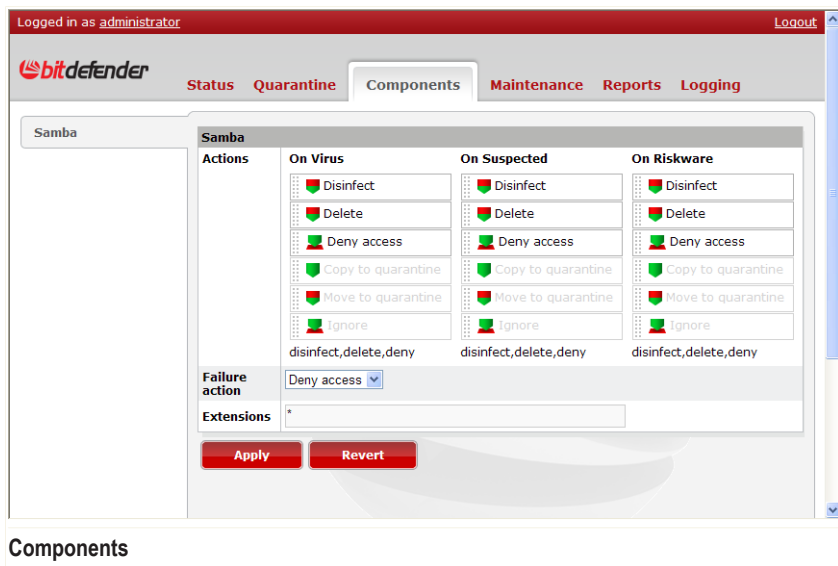 Logged in as administrator Logout
bitdefender
Status Quarantine Components Maintenance Reports Logging
Samba
Samba
Actions On Virus On Suspected On Riskware
Disinfect Disinfect Disinfect
Delete Delete Delete
Deny access Deny access Deny access
Copy to quarantine Copy to quarantine Copy to quarantine
Move to quarantine Move to quarantine Move to quarantine
Ignore Ignore Ignore
disinfect,delete,deny disinfect,delete,deny disinfect,delete,deny
Failure action Deny access
Extensions *
Apply Revert
Components